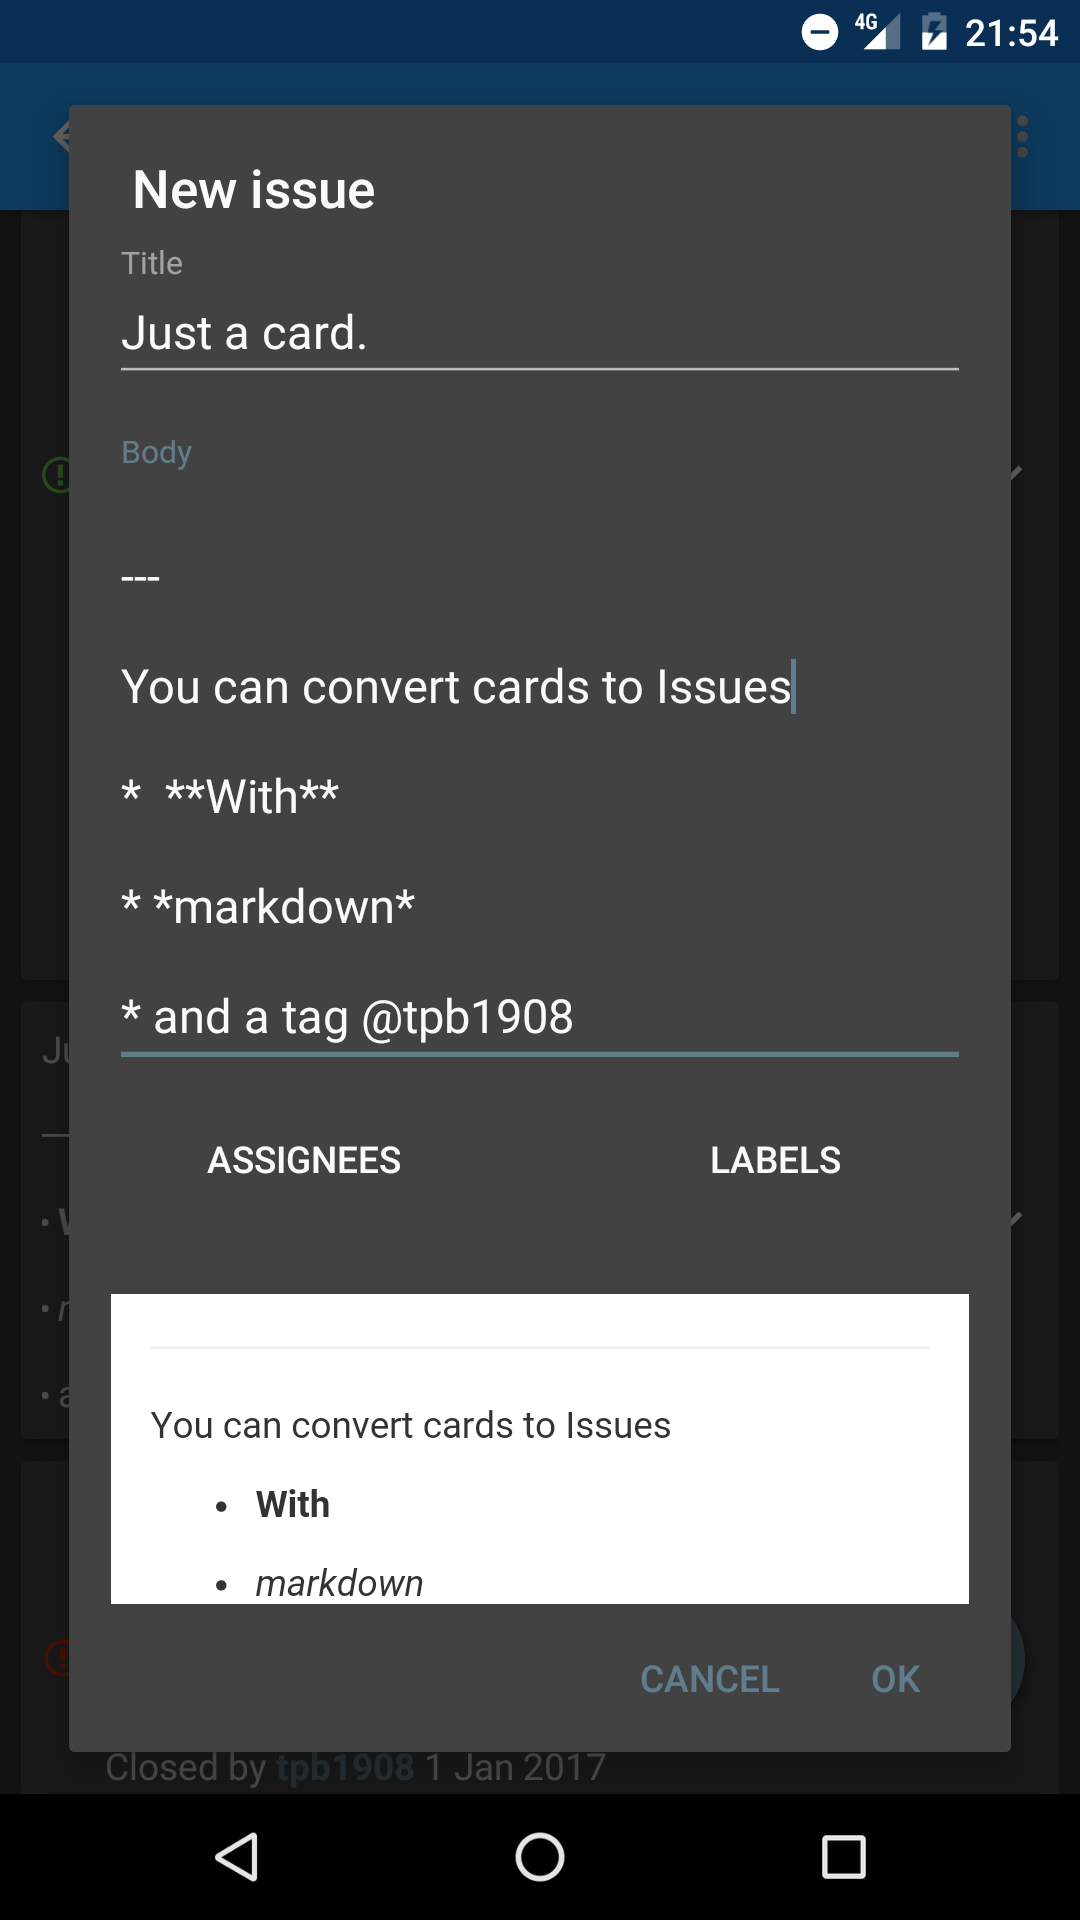 4G 21:54
New issue
Title
Just a card.
Body
---
You can convert cards to Issues
*  **With**
* *markdown*
* and a tag @tpb1908
ASSIGNEES LABELS
You can convert cards to Issues
• With
• markdown
CANCEL OK
Closed by tpb1908 1 Jan 2017